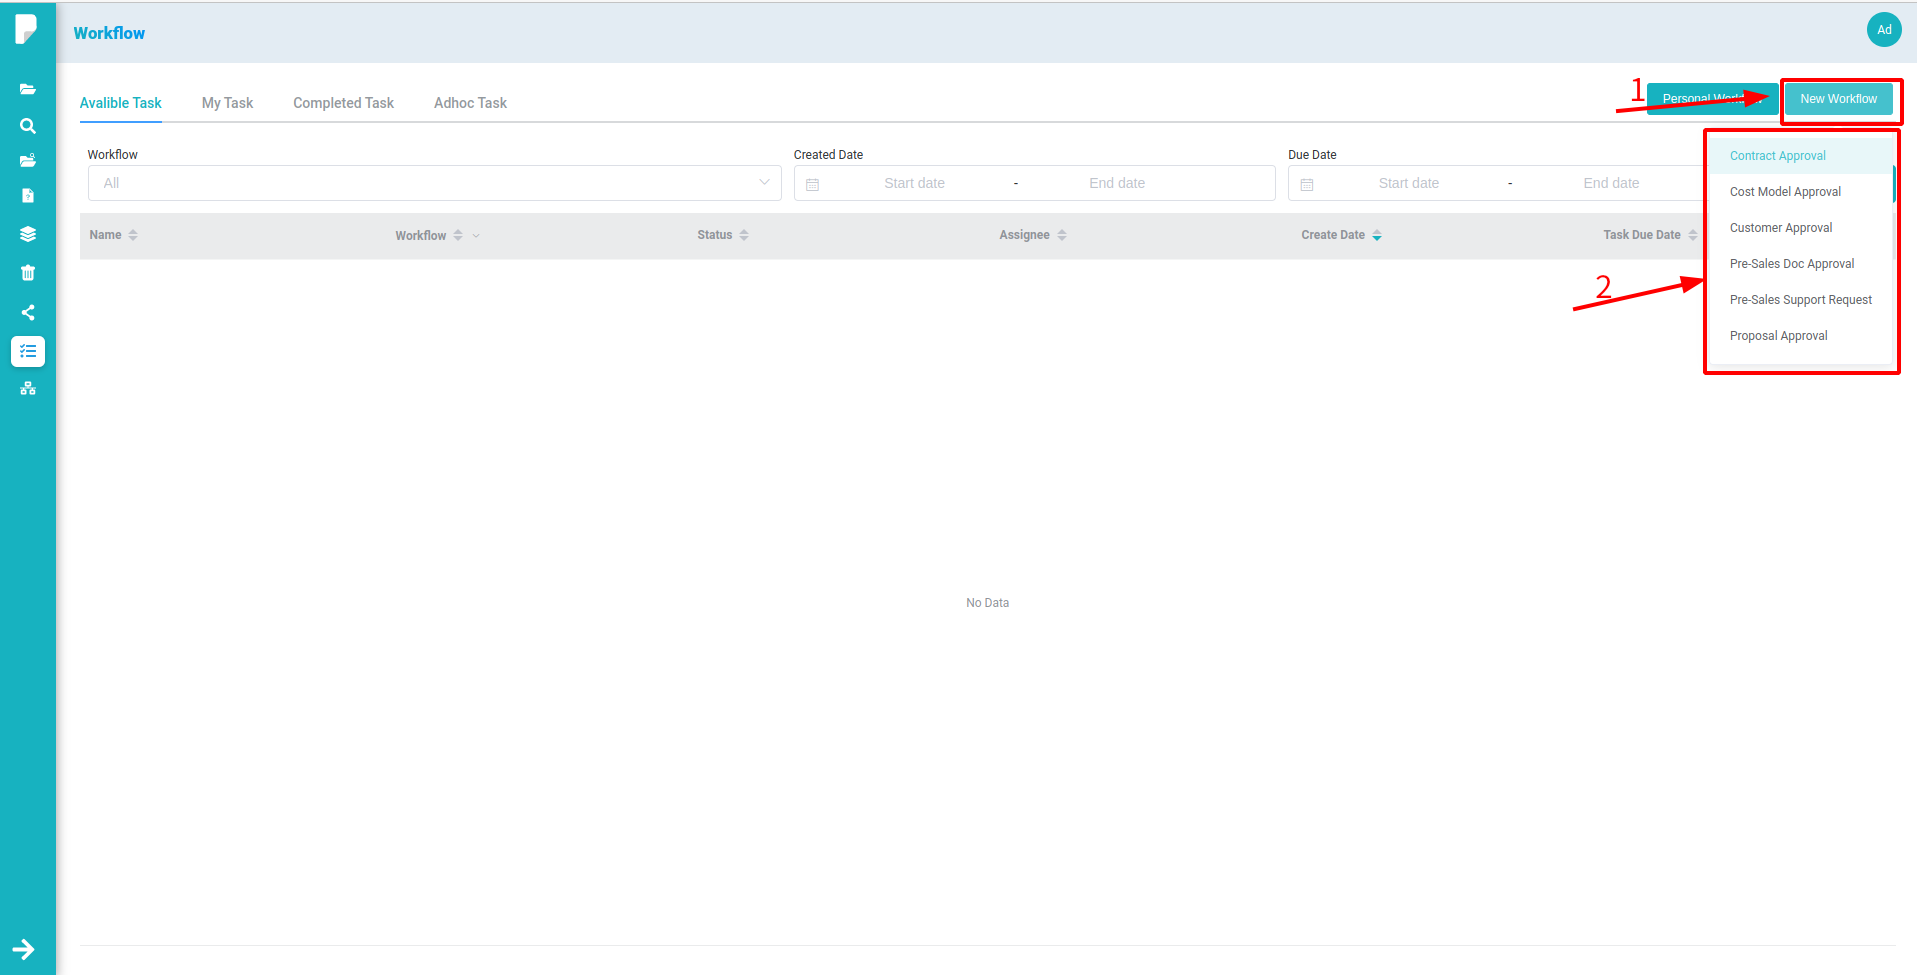 Workflow
Ad
Avalible Task My Task Completed Task Adhoc Task
1
Personal
New Workflow
Workflow
All
Created Date
Start date - End date
Due Date
Start date - End date
Contract Approval
Cost Model Approval
Customer Approval
Pre-Sales Doc Approval
Pre-Sales Support Request
Proposal Approval
Name Workflow Status Assignee Create Date Task Due Date
2
No Data